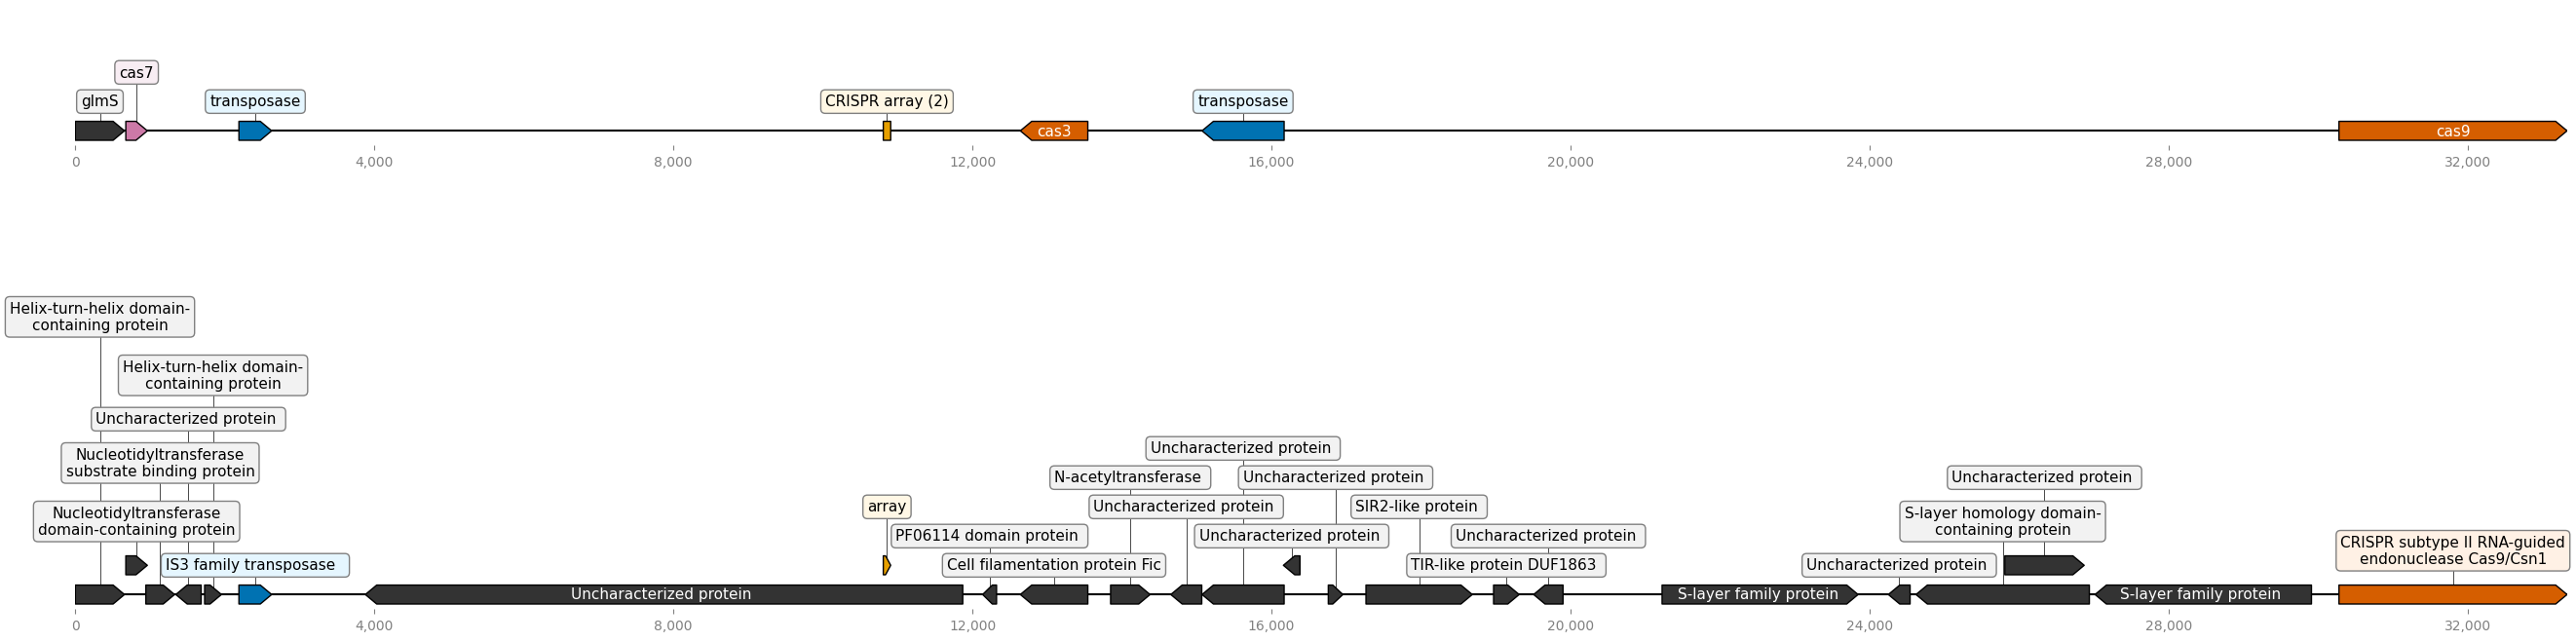 cas7
glmS
transposase
CRISPR array (2)
transposase
cas3
cas9
0
4,000
8,000
12,000
16,000
20,000
24,000
28,000
32,000
Helix-turn-helix domain-
containing protein
Helix-turn-helix domain-
containing protein
Uncharacterized protein
Nucleotidyltransferase
substrate binding protein
Nucleotidyltransferase
domain-containing protein
IS3 family transposase
Uncharacterized protein
array
PF06114 domain protein
Cell filamentation protein Fic
N-acetyltransferase
Uncharacterized protein
Uncharacterized protein
Uncharacterized protein
Uncharacterized protein
SIR2-like protein
TIR-like protein DUF1863
Uncharacterized protein
S-layer family protein
Uncharacterized protein
S-layer homology domain-
containing protein
Uncharacterized protein
S-layer family protein
CRISPR subtype II RNA-guided
endonuclease Cas9/Csn1
0
4,000
8,000
12,000
16,000
20,000
24,000
28,000
32,000